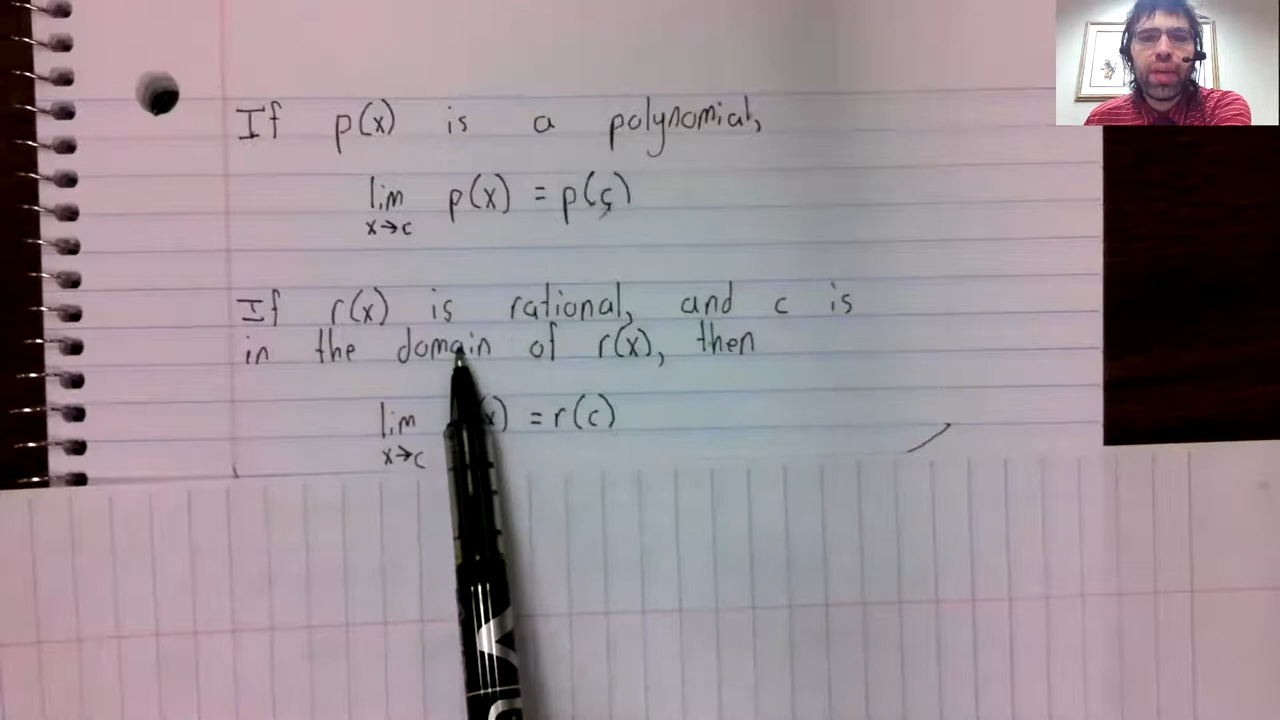 If p(x) is a polynomial,
lim p(x) = p(c)
x→c
If r(x) is rational, and c is
in the domain of r(x), then
lim (x) = r(c)
x→c